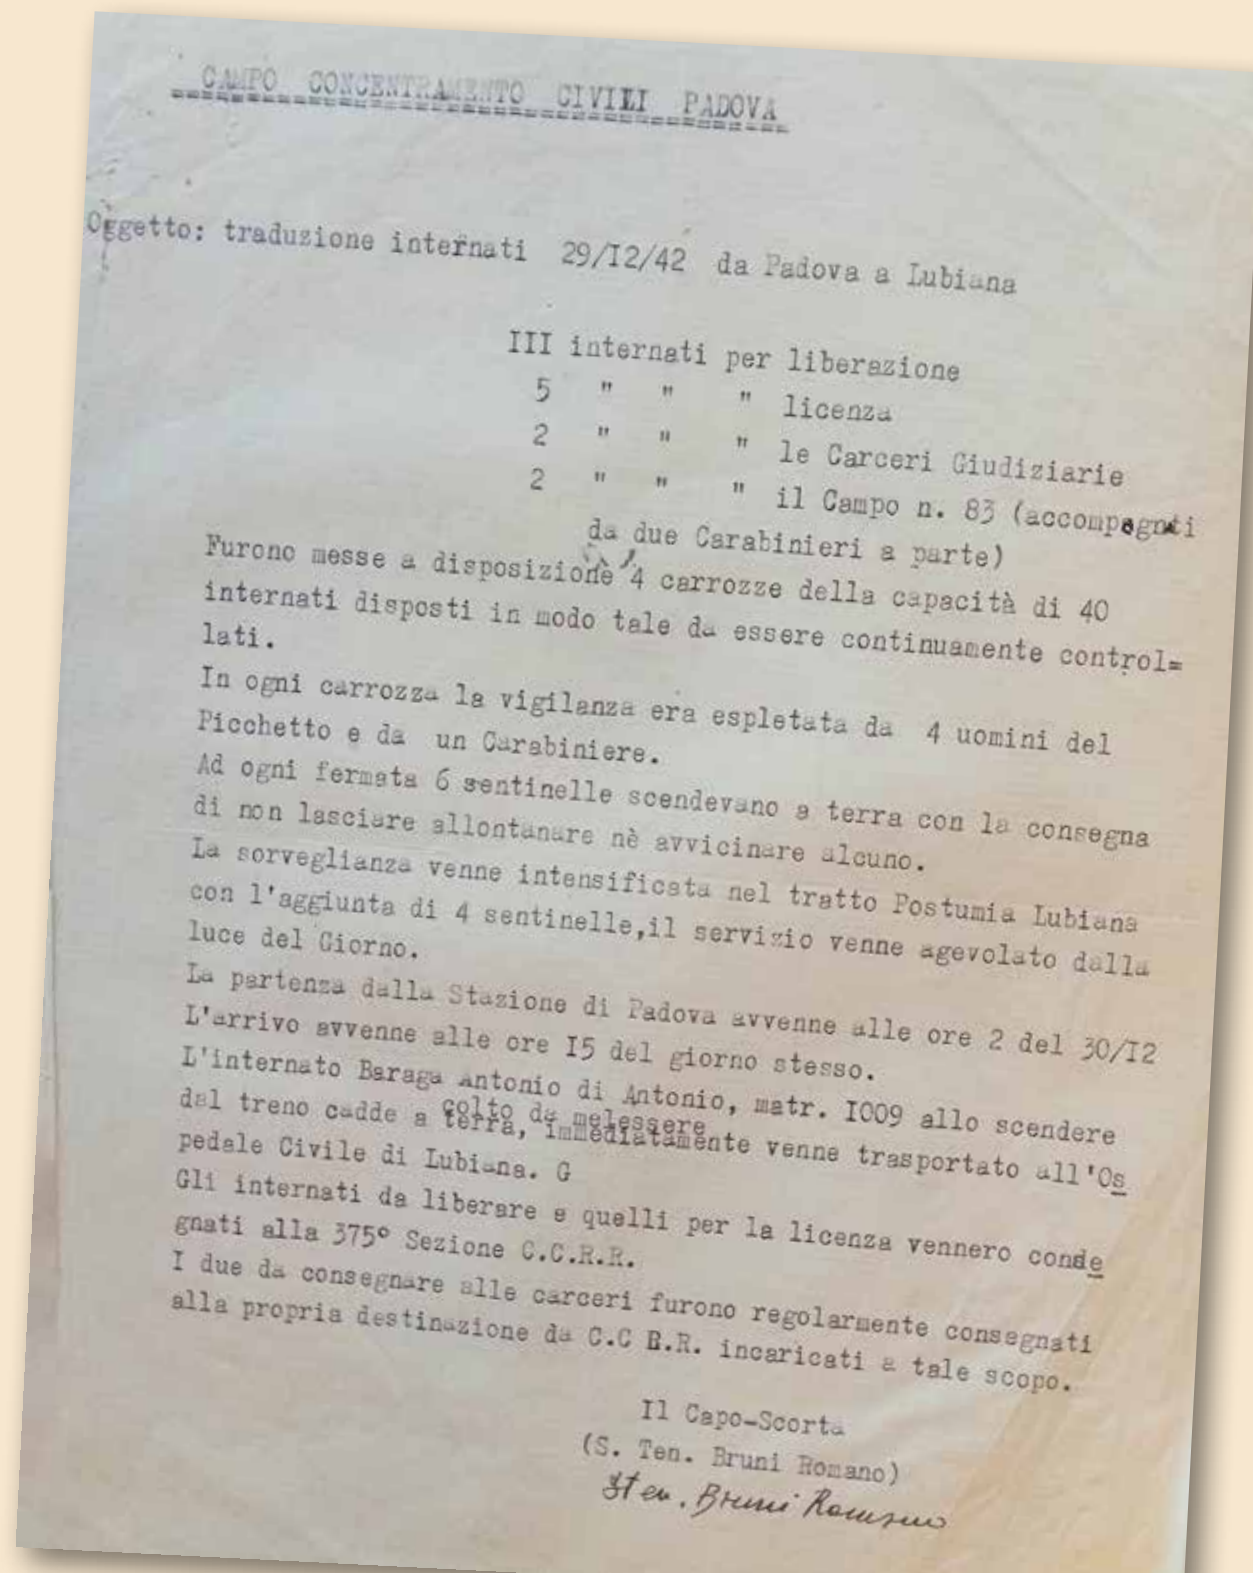 CAMPO CONCENTRAMENTO CIVILI PADOVA
Oggetto: traduzione internati 29/I2/42 da Padova a Lubiana
III internati per liberazione
5 " " " licenza
2 " " " le Carceri Giudiziarie
2 " " " il Campo n. 83 (accompagnati
da due Carabinieri a parte)
Furono messe a disposizione 4 carrozze della capacità di 40
internati disposti in modo tale da essere continuamente control=
lati.
In ogni carrozza la vigilanza era espletata da 4 uomini del
Picchetto e da un Carabiniere.
Ad ogni fermata 6 sentinelle scendevano a terra con la consegna
di non lasciare allontanare nè avvicinare alcuno.
La sorveglianza venne intensificata nel tratto Postumia Lubiana
con l'aggiunta di 4 sentinelle,il servizio venne agevolato dalla
luce del Giorno.
La partenza dalla Stazione di Padova avvenne alle ore 2 del 30/I2
L'arrivo avvenne alle ore I5 del giorno stesso.
L'internato Baraga Antonio di Antonio, matr. I009 allo scendere
colto da melessere
dal treno cadde a terra, immediatamente venne trasportato all'Os
pedale Civile di Lubiana. G
Gli internati da liberare e quelli per la licenza vennero conse
gnati alla 375° Sezione C.C.R.R.
I due da consegnare alle carceri furono regolarmente consegnati
alla propria destinazione da C.C R.R. incaricati a tale scopo.
Il Capo-Scorta
(S. Ten. Bruni Romano)
Sten. Bruni Romano